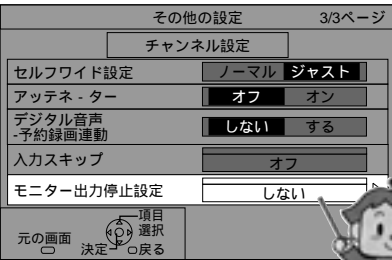 その他の設定 3/3ページ
チャンネル設定
セルフワイド設定 ノーマル ジャスト
アッテネ - ター オフ オン
デジタル音声
-予約録画連動 しない する
入力スキップ オフ
モニター出力停止設定 しない
項目
選択
元の画面 決定 戻る